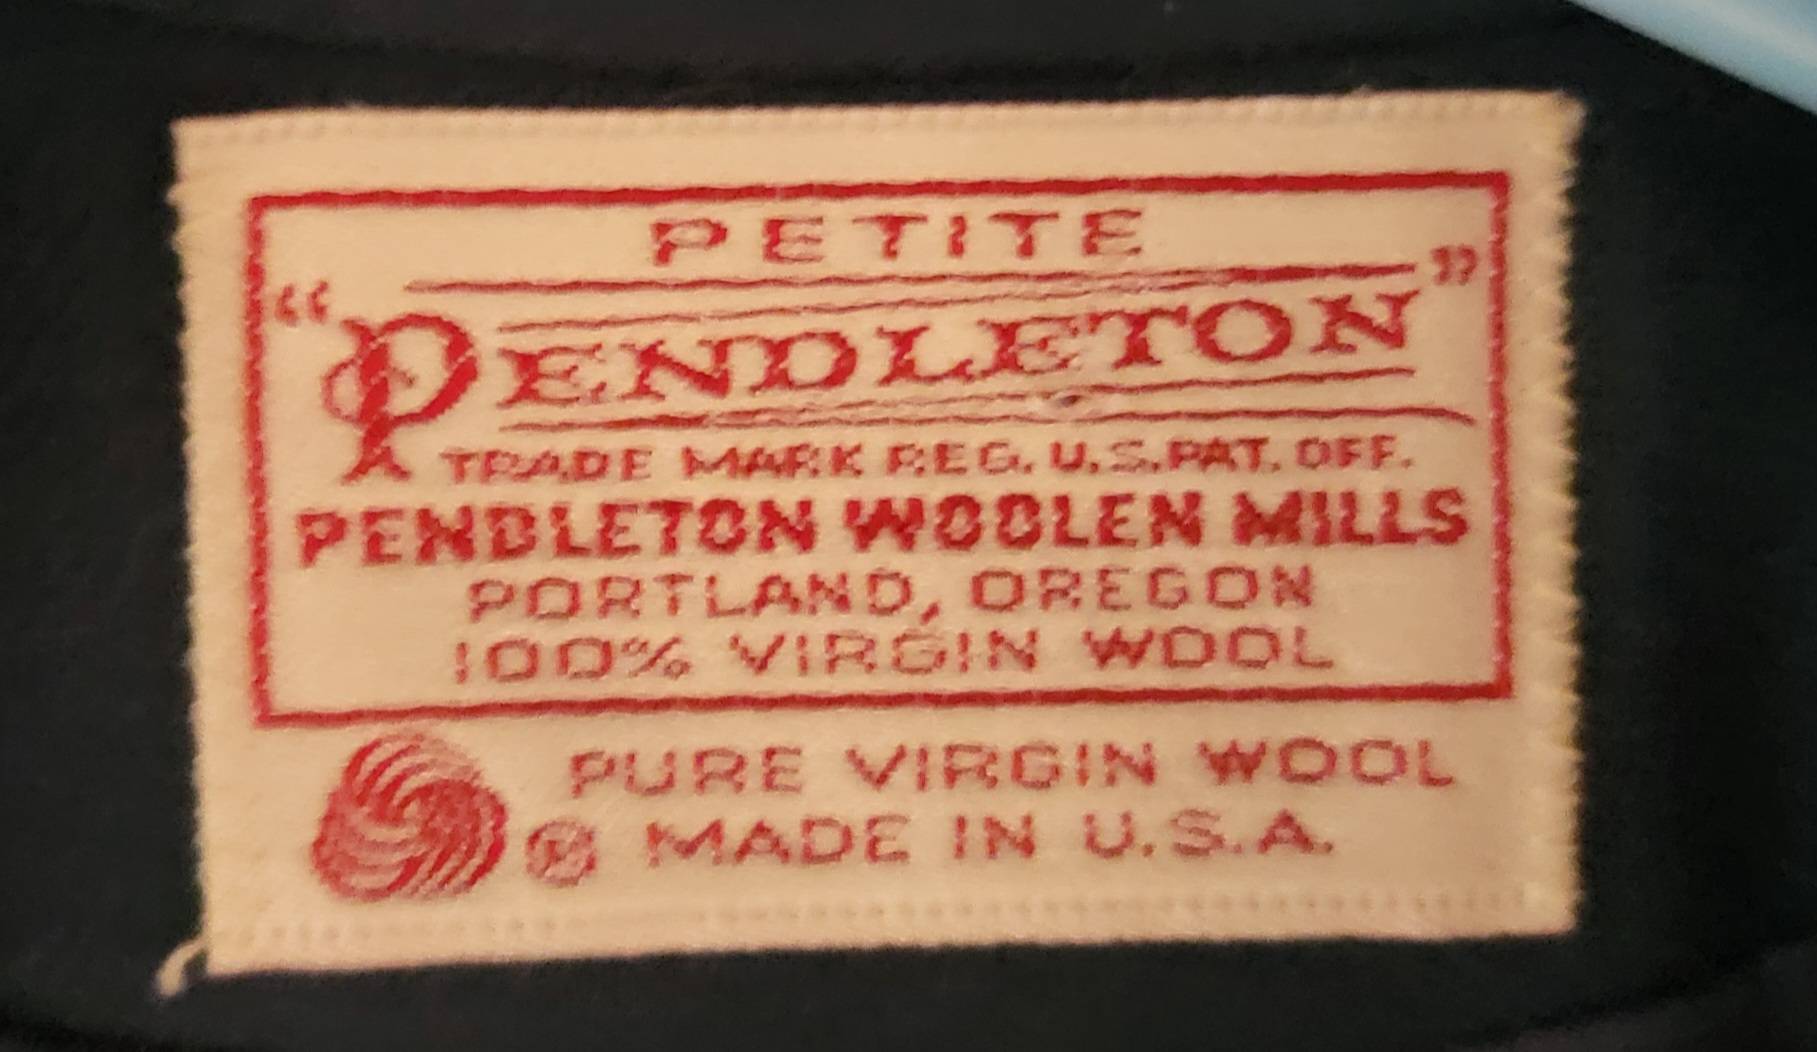 PETITE
“PENDLETON”
TRADE MARK REG. U.S. PAT. OFF.
PENDLETON WOOLEN MILLS
PORTLAND, OREGON
100% VIRGIN WOOL
PURE VIRGIN WOOL
® MADE IN U.S.A.